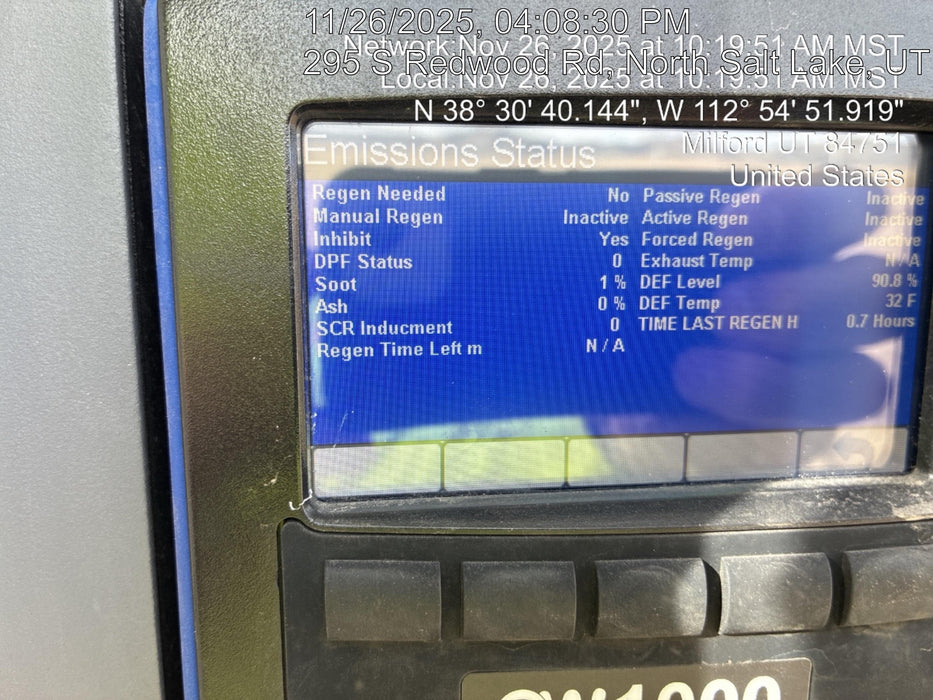 11/26/2025, 04:08:30 PM
Network:Nov 26, 2025 at 10:19:51 AM MST
295 S Redwood Rd, North Salt Lake, UT
Local:Nov 26, 2025 at 10:19:51 AM MST
N 38° 30' 40.144", W 112° 54' 51.919"
Milford UT 84751
United States
Emissions Status
Regen Needed No Passive Regen Inactive
Manual Regen Inactive Active Regen Inactive
Inhibit Yes Forced Regen Inactive
DPF Status 0 Exhaust Temp N/A
Soot 1 % DEF Level 90.8 %
Ash 0 % DEF Temp 32 F
SCR Inducment 0 TIME LAST REGEN H 0.7 Hours
Regen Time Left m N/A